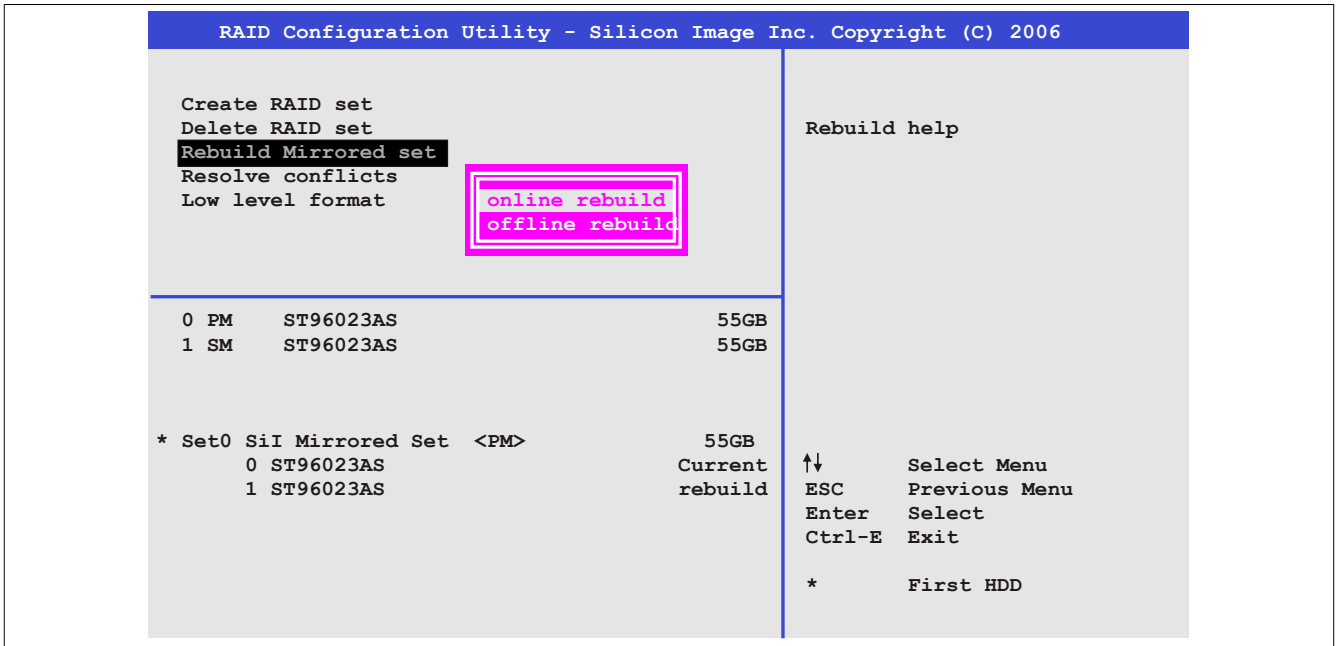 RAID Configuration Utility - Silicon Image Inc. Copyright (C) 2006
Create RAID set
Delete RAID set
Rebuild Mirrored set
Resolve conflicts
Low level format
online rebuild
offline rebuild
Rebuild help
0 PM ST96023AS 55GB
1 SM ST96023AS 55GB
* Set0 SiI Mirrored Set <PM> 55GB
0 ST96023AS Current
1 ST96023AS rebuild
↑↓ Select Menu
ESC Previous Menu
Enter Select
Ctrl-E Exit
* First HDD